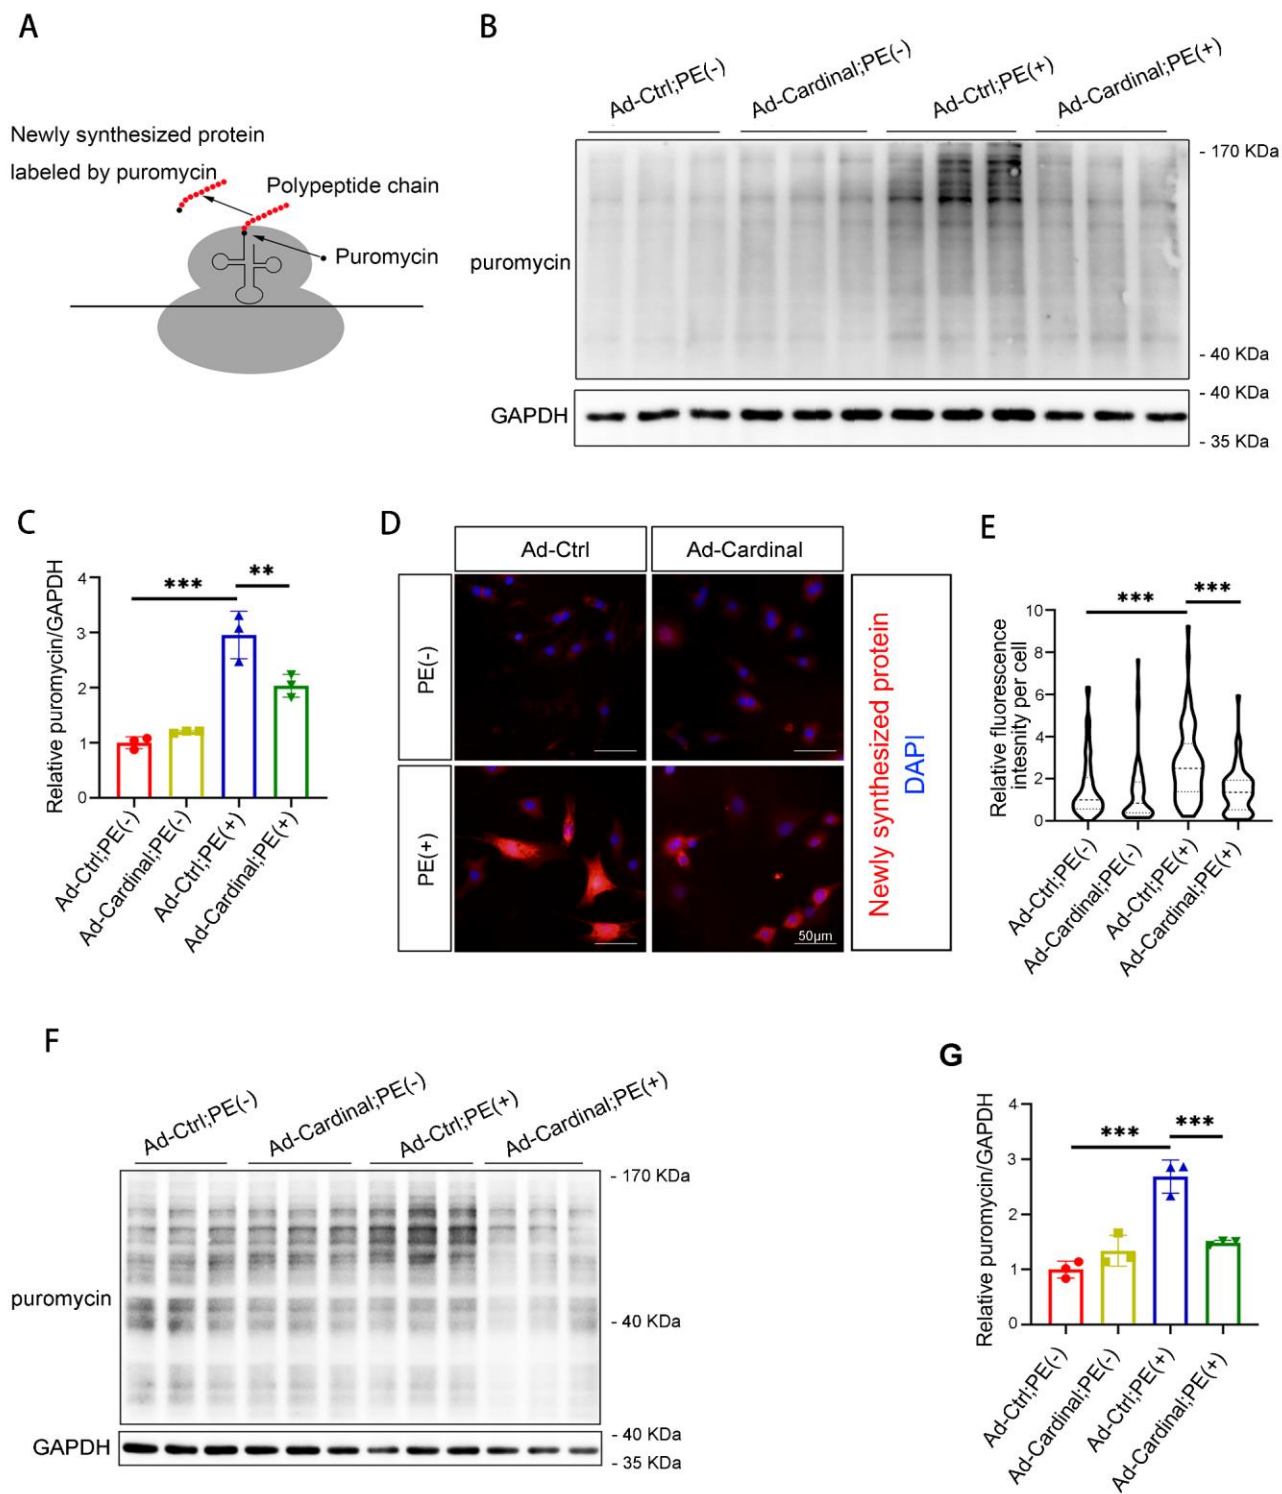 A
Newly synthesized protein
labeled by puromycin
Polypeptide chain
Puromycin
B
Ad-Ctrl;PE(-)
Ad-Cardinal;PE(-)
Ad-Ctrl;PE(+)
Ad-Cardinal;PE(+)
- 170 KDa
puromycin
- 40 KDa
- 40 KDa
GAPDH
- 35 KDa
C
Relative puromycin/GAPDH
4
3
2
1
0
***
**
Ad-Ctrl;PE(-)
Ad-Cardinal;PE(-)
Ad-Ctrl;PE(+)
Ad-Cardinal;PE(+)
D
Ad-Ctrl
Ad-Cardinal
PE(-)
PE(+)
50μm
Newly synthesized protein
DAPI
E
Relative fluorescence
intesnity per cell
10
8
6
4
2
0
***
***
Ad-Ctrl;PE(-)
Ad-Cardinal;PE(-)
Ad-Ctrl;PE(+)
Ad-Cardinal;PE(+)
F
Ad-Ctrl;PE(-)
Ad-Cardinal;PE(-)
Ad-Ctrl;PE(+)
Ad-Cardinal;PE(+)
- 170 KDa
puromycin
- 40 KDa
- 40 KDa
GAPDH
- 35 KDa
G
Relative puromycin/GAPDH
4
3
2
1
0
***
***
Ad-Ctrl;PE(-)
Ad-Cardinal;PE(-)
Ad-Ctrl;PE(+)
Ad-Cardinal;PE(+)